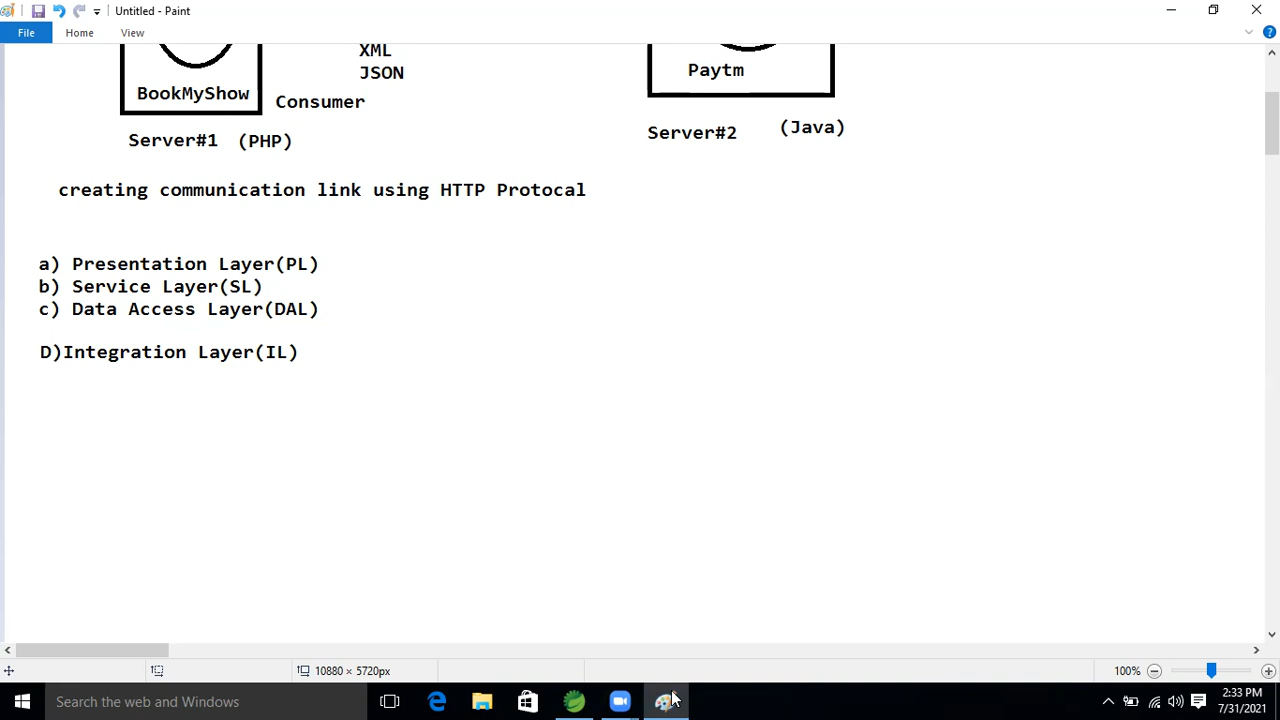 Untitled - Paint
File Home View
XML
JSON
BookMyShow
Consumer
Paytm
Server#1 (PHP)
Server#2 (Java)
creating communication link using HTTP Protocal
a) Presentation Layer(PL)
b) Service Layer(SL)
c) Data Access Layer(DAL)
D)Integration Layer(IL)
10880 × 5720px
100%
Search the web and Windows
2:33 PM
7/31/2021